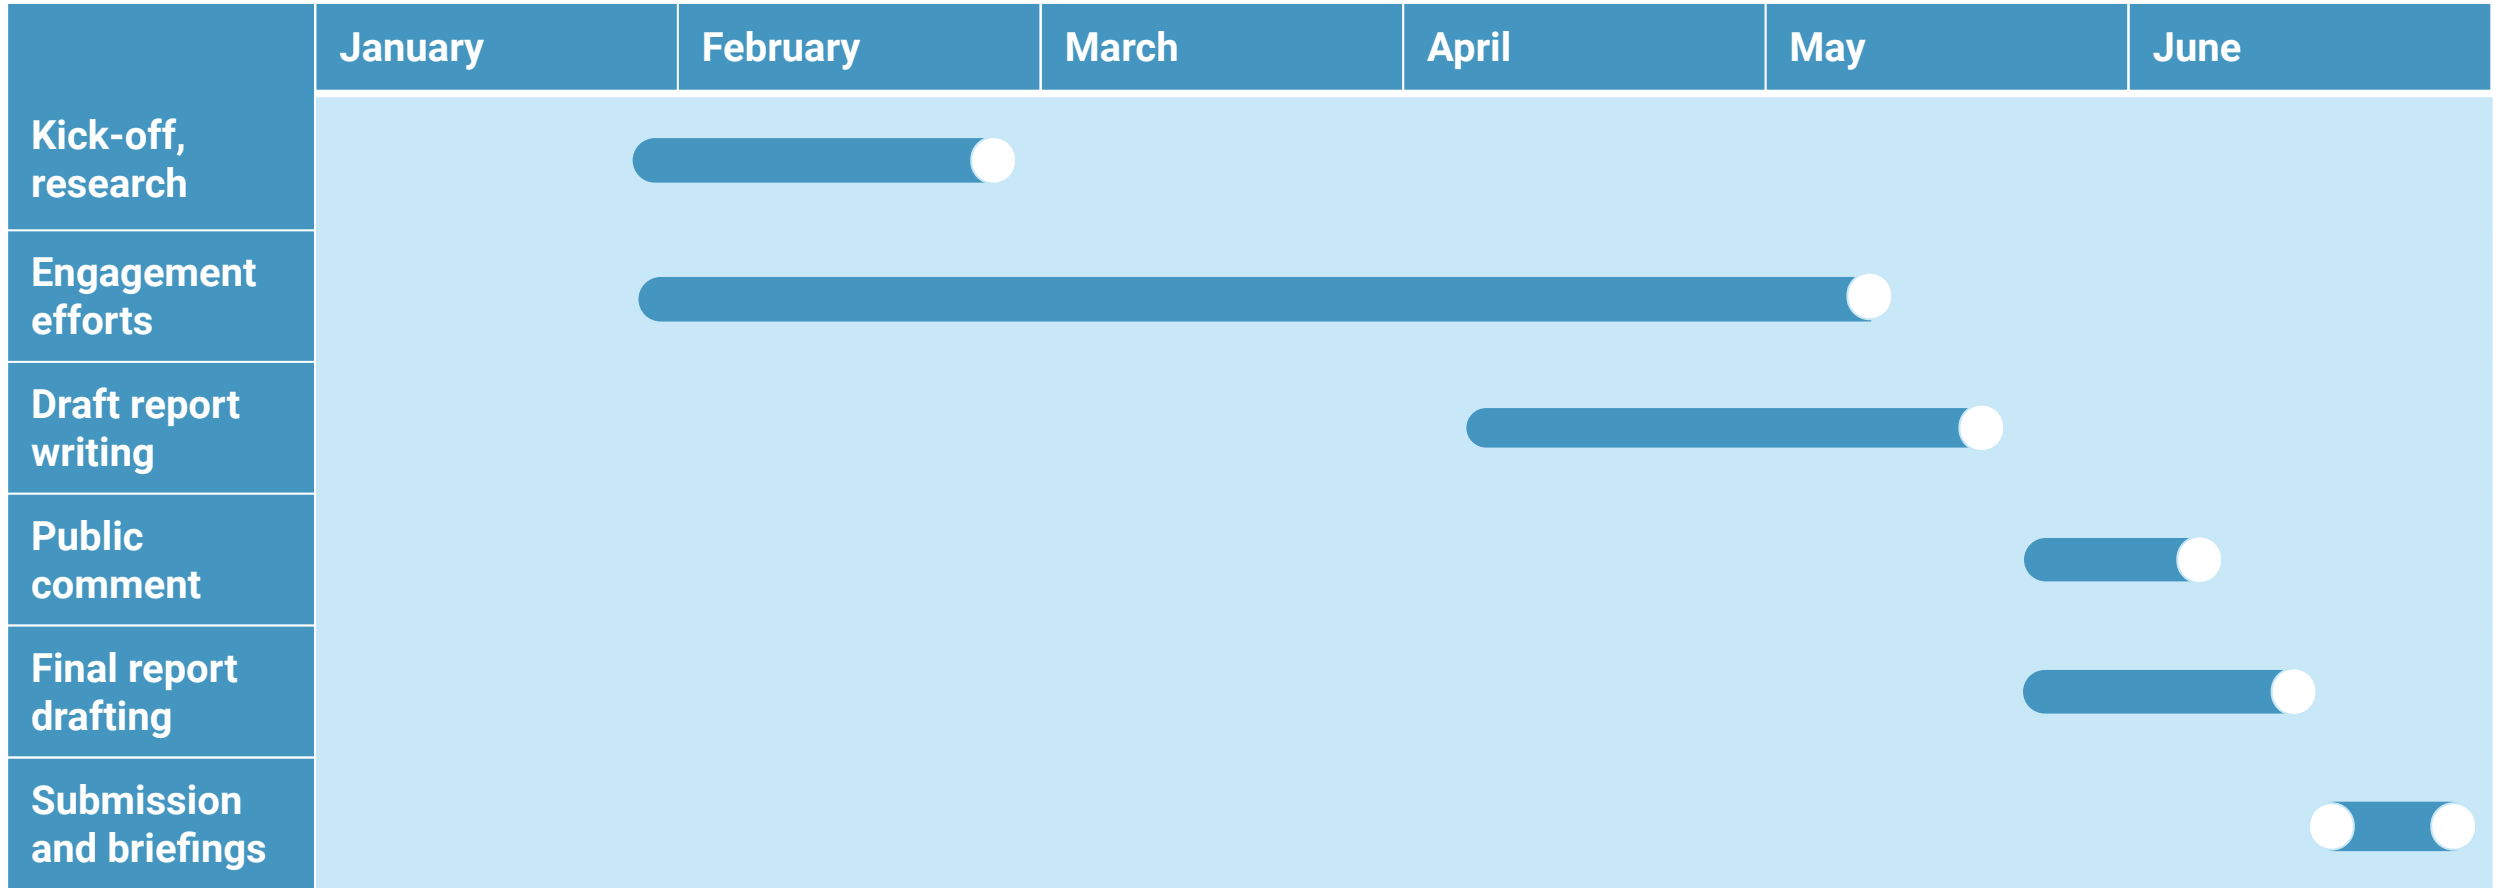 January
February
March
April
May
June
Kick-off,
research
Engagement
efforts
Draft report
writing
Public
comment
Final report
drafting
Submission
and briefings